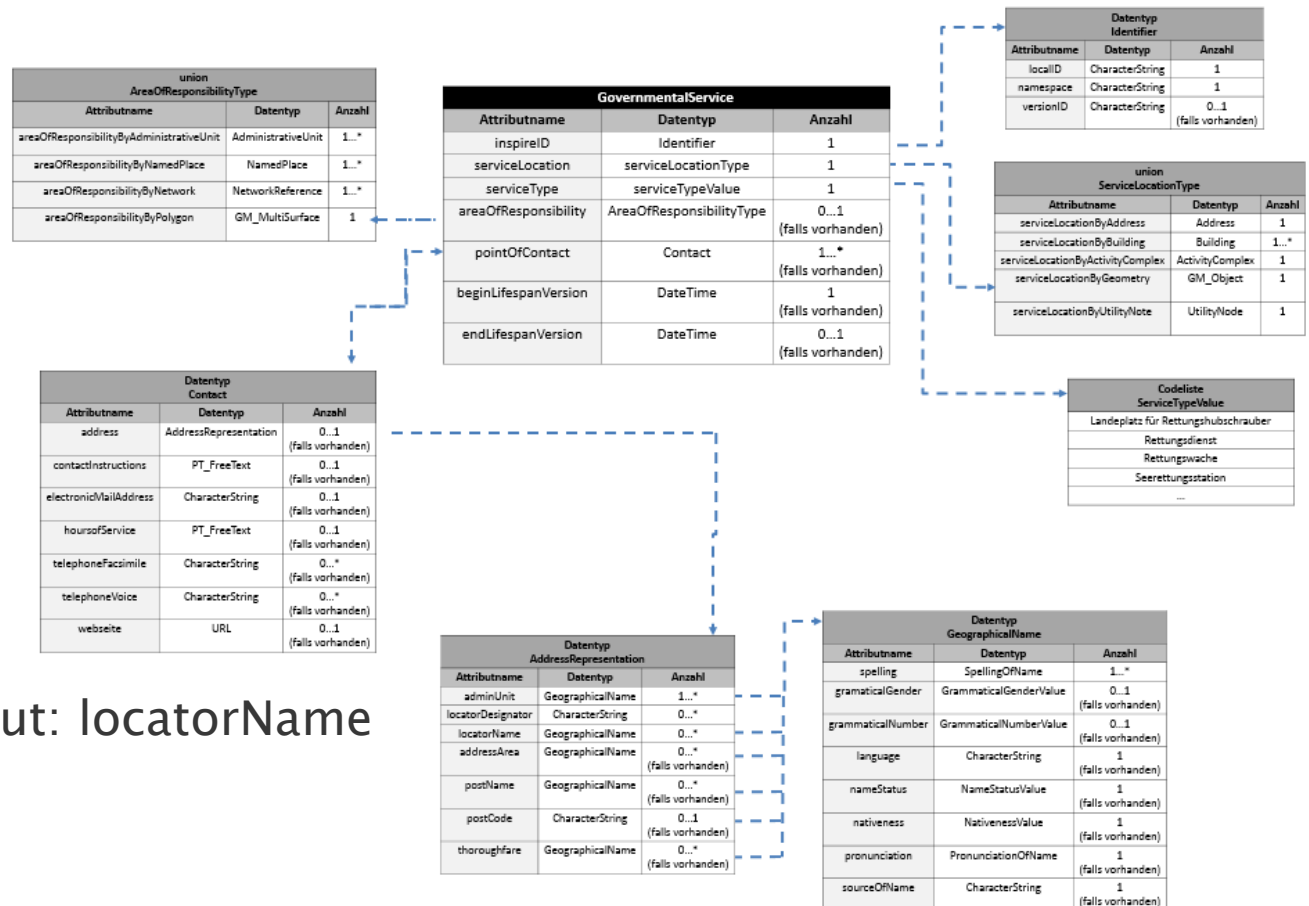 Datentyp
Identifier
Attributname Datentyp Anzahl
localID CharacterString 1
namespace CharacterString 1
versionID CharacterString 0...1
(falls vorhanden)
union
AreaOfResponsibilityType
Attributname Datentyp Anzahl
areaOfResponsibilityByAdministrativeUnit AdministrativeUnit 1...*
areaOfResponsibilityByNamedPlace NamedPlace 1...*
areaOfResponsibilityByNetwork NetworkReference 1...*
areaOfResponsibilityByPolygon GM_MultiSurface 1
GovernmentalService
Attributname Datentyp Anzahl
inspireID Identifier 1
serviceLocation serviceLocationType 1
serviceType serviceTypeValue 1
areaOfResponsibility AreaOfResponsibilityType 0...1
(falls vorhanden)
pointOfContact Contact 1...*
(falls vorhanden)
beginLifespanVersion DateTime 1
(falls vorhanden)
endLifespanVersion DateTime 0...1
(falls vorhanden)
union
ServiceLocationType
Attributname Datentyp Anzahl
serviceLocationByAddress Address 1
serviceLocationByBuilding Building 1...*
serviceLocationByActivityComplex ActivityComplex 1
serviceLocationByGeometry GM_Object 1
serviceLocationByUtilityNote UtilityNode 1
Codeliste
ServiceTypeValue
Landeplatz für Rettungshubschrauber
Rettungsdienst
Rettungswache
Seerettungsstation
...
Datentyp
Contact
Attributname Datentyp Anzahl
address AddressRepresentation 0...1
(falls vorhanden)
contactInstructions PT_FreeText 0...1
(falls vorhanden)
electronicMailAddress CharacterString 0...1
(falls vorhanden)
hoursofService PT_FreeText 0...1
(falls vorhanden)
telephoneFacsimile CharacterString 0...*
(falls vorhanden)
telephoneVoice CharacterString 0...*
(falls vorhanden)
webseite URL 0...1
(falls vorhanden)
ut: locatorName
Datentyp
AddressRepresentation
Attributname Datentyp Anzahl
adminUnit GeographicalName 1...*
locatorDesignator CharacterString 0...*
locatorName GeographicalName 0...*
addressArea GeographicalName 0...*
(falls vorhanden)
postName GeographicalName 0...*
(falls vorhanden)
postCode CharacterString 0...1
(falls vorhanden)
thoroughfare GeographicalName 0...*
(falls vorhanden)
Datentyp
GeographicalName
Attributname Datentyp Anzahl
spelling SpellingOfName 1...*
gramaticalGender GrammaticalGenderValue 0...1
(falls vorhanden)
grammaticalNumber GrammaticalNumberValue 0...1
(falls vorhanden)
language CharacterString 1
(falls vorhanden)
nameStatus NameStatusValue 1
(falls vorhanden)
nativeness NativenessValue 1
(falls vorhanden)
pronunciation PronunciationOfName 1
(falls vorhanden)
sourceOfName CharacterString 1
(falls vorhanden)